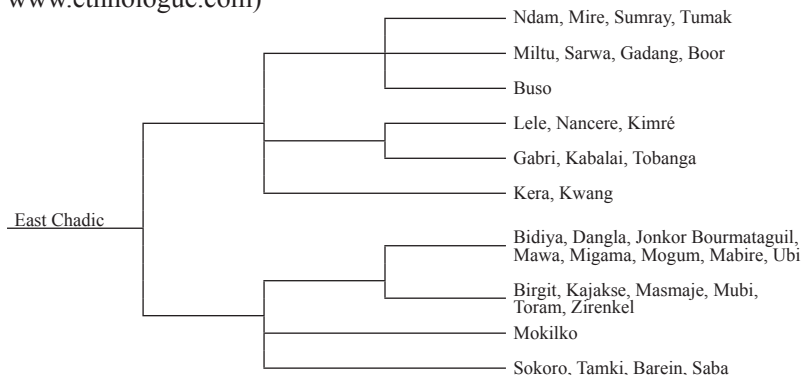 www.ethnologue.com)
Ndam, Mire, Sumray, Tumak
Miltu, Sarwa, Gadang, Boor
Buso
Lele, Nancere, Kimré
Gabri, Kabalai, Tobanga
Kera, Kwang
East Chadic
Bidiya, Dangla, Jonkor Bourmataguil,
Mawa, Migama, Mogum, Mabire, Ubi
Birgit, Kajakse, Masmaje, Mubi,
Toram, Zirenkel
Mokilko
Sokoro, Tamki, Barein, Saba